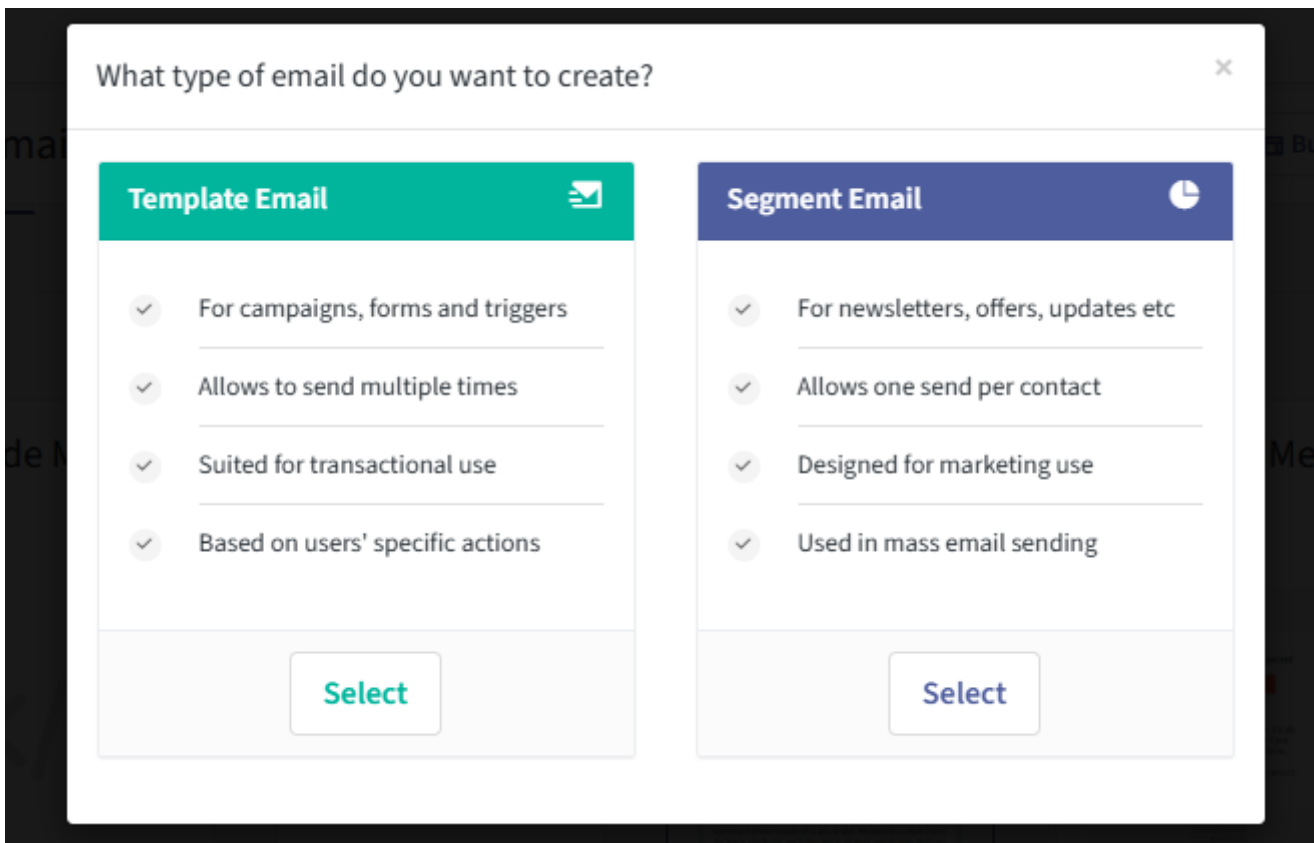 What type of email do you want to create?
×
Template Email
For campaigns, forms and triggers
Allows to send multiple times
Suited for transactional use
Based on users' specific actions
Select
Segment Email
For newsletters, offers, updates etc
Allows one send per contact
Designed for marketing use
Used in mass email sending
Select